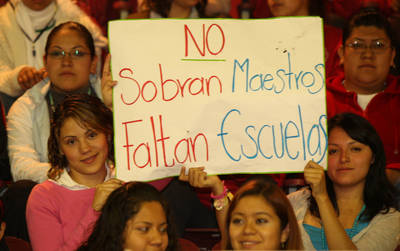 NO
Sobran Maestros
Faltan Escuelas